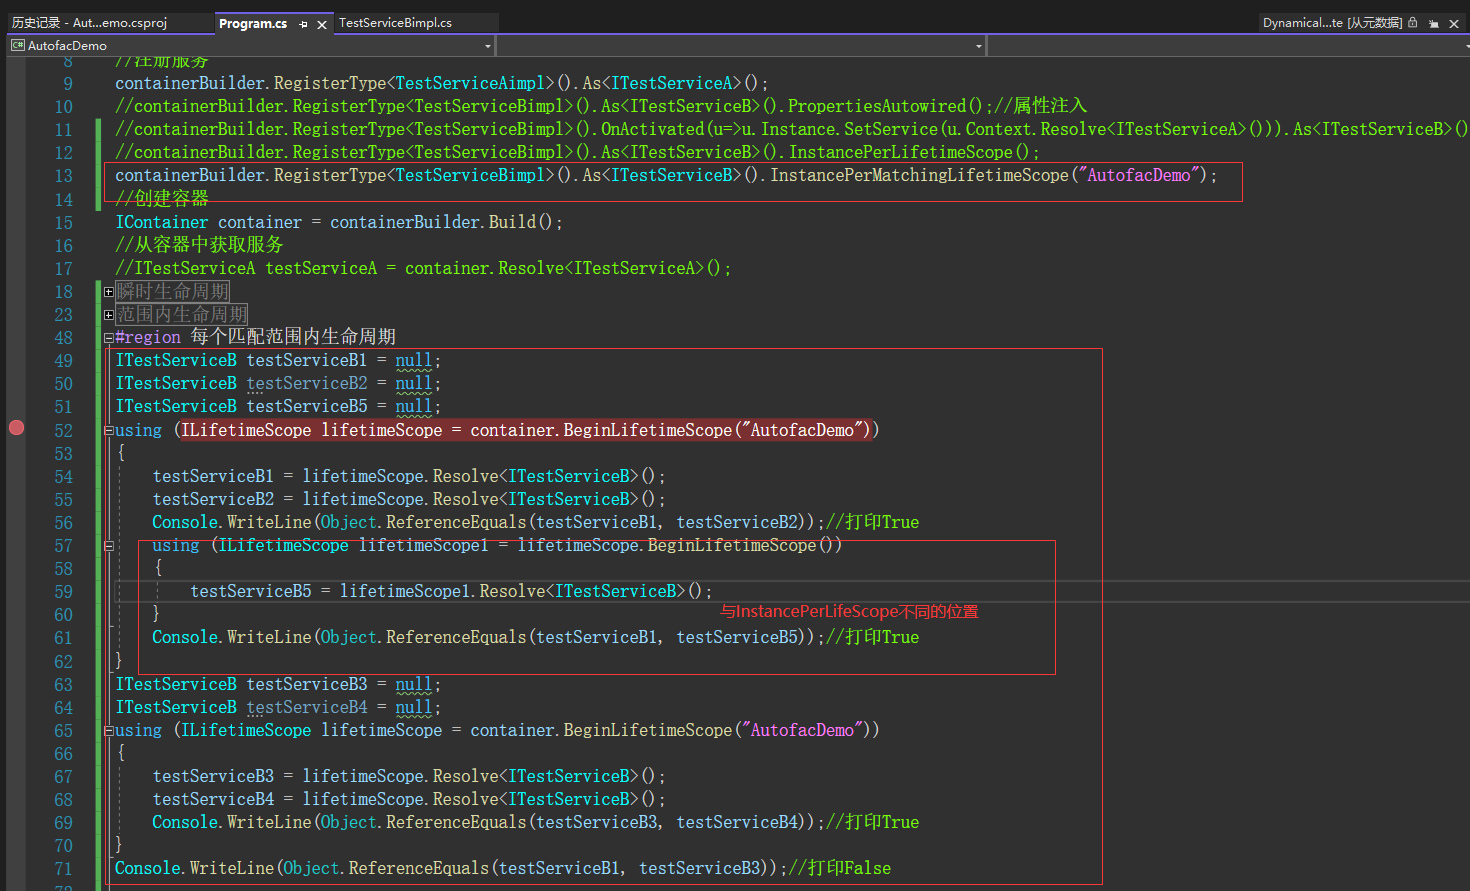 历史记录 - Aut...emo.csproj
Program.cs
TestServiceBimpl.cs
Dynamical...te [从元数据]
C# AutofacDemo
8 //注册服务
9 containerBuilder.RegisterType<TestServiceAimpl>().As<ITestServiceA>();
10 //containerBuilder.RegisterType<TestServiceBimpl>().As<ITestServiceB>().PropertiesAutowired();//属性注入
11 //containerBuilder.RegisterType<TestServiceBimpl>().OnActivated(u=>u.Instance.SetService(u.Context.Resolve<ITestServiceA>())).As<ITestServiceB>()
12 //containerBuilder.RegisterType<TestServiceBimpl>().As<ITestServiceB>().InstancePerLifetimeScope();
13 containerBuilder.RegisterType<TestServiceBimpl>().As<ITestServiceB>().InstancePerMatchingLifetimeScope("AutofacDemo");
14 //创建容器
15 IContainer container = containerBuilder.Build();
16 //从容器中获取服务
17 //ITestServiceA testServiceA = container.Resolve<ITestServiceA>();
18 瞬时生命周期
23 范围内生命周期
48 #region 每个匹配范围内生命周期
49 ITestServiceB testServiceB1 = null;
50 ITestServiceB testServiceB2 = null;
51 ITestServiceB testServiceB5 = null;
52 using (ILifetimeScope lifetimeScope = container.BeginLifetimeScope("AutofacDemo"))
53 {
54 testServiceB1 = lifetimeScope.Resolve<ITestServiceB>();
55 testServiceB2 = lifetimeScope.Resolve<ITestServiceB>();
56 Console.WriteLine(Object.ReferenceEquals(testServiceB1, testServiceB2));//打印True
57 using (ILifetimeScope lifetimeScope1 = lifetimeScope.BeginLifetimeScope())
58 {
59 testServiceB5 = lifetimeScope1.Resolve<ITestServiceB>();
60 }
与InstancePerLifeScope不同的位置
61 Console.WriteLine(Object.ReferenceEquals(testServiceB1, testServiceB5));//打印True
62 }
63 ITestServiceB testServiceB3 = null;
64 ITestServiceB testServiceB4 = null;
65 using (ILifetimeScope lifetimeScope = container.BeginLifetimeScope("AutofacDemo"))
66 {
67 testServiceB3 = lifetimeScope.Resolve<ITestServiceB>();
68 testServiceB4 = lifetimeScope.Resolve<ITestServiceB>();
69 Console.WriteLine(Object.ReferenceEquals(testServiceB3, testServiceB4));//打印True
70 }
71 Console.WriteLine(Object.ReferenceEquals(testServiceB1, testServiceB3));//打印False